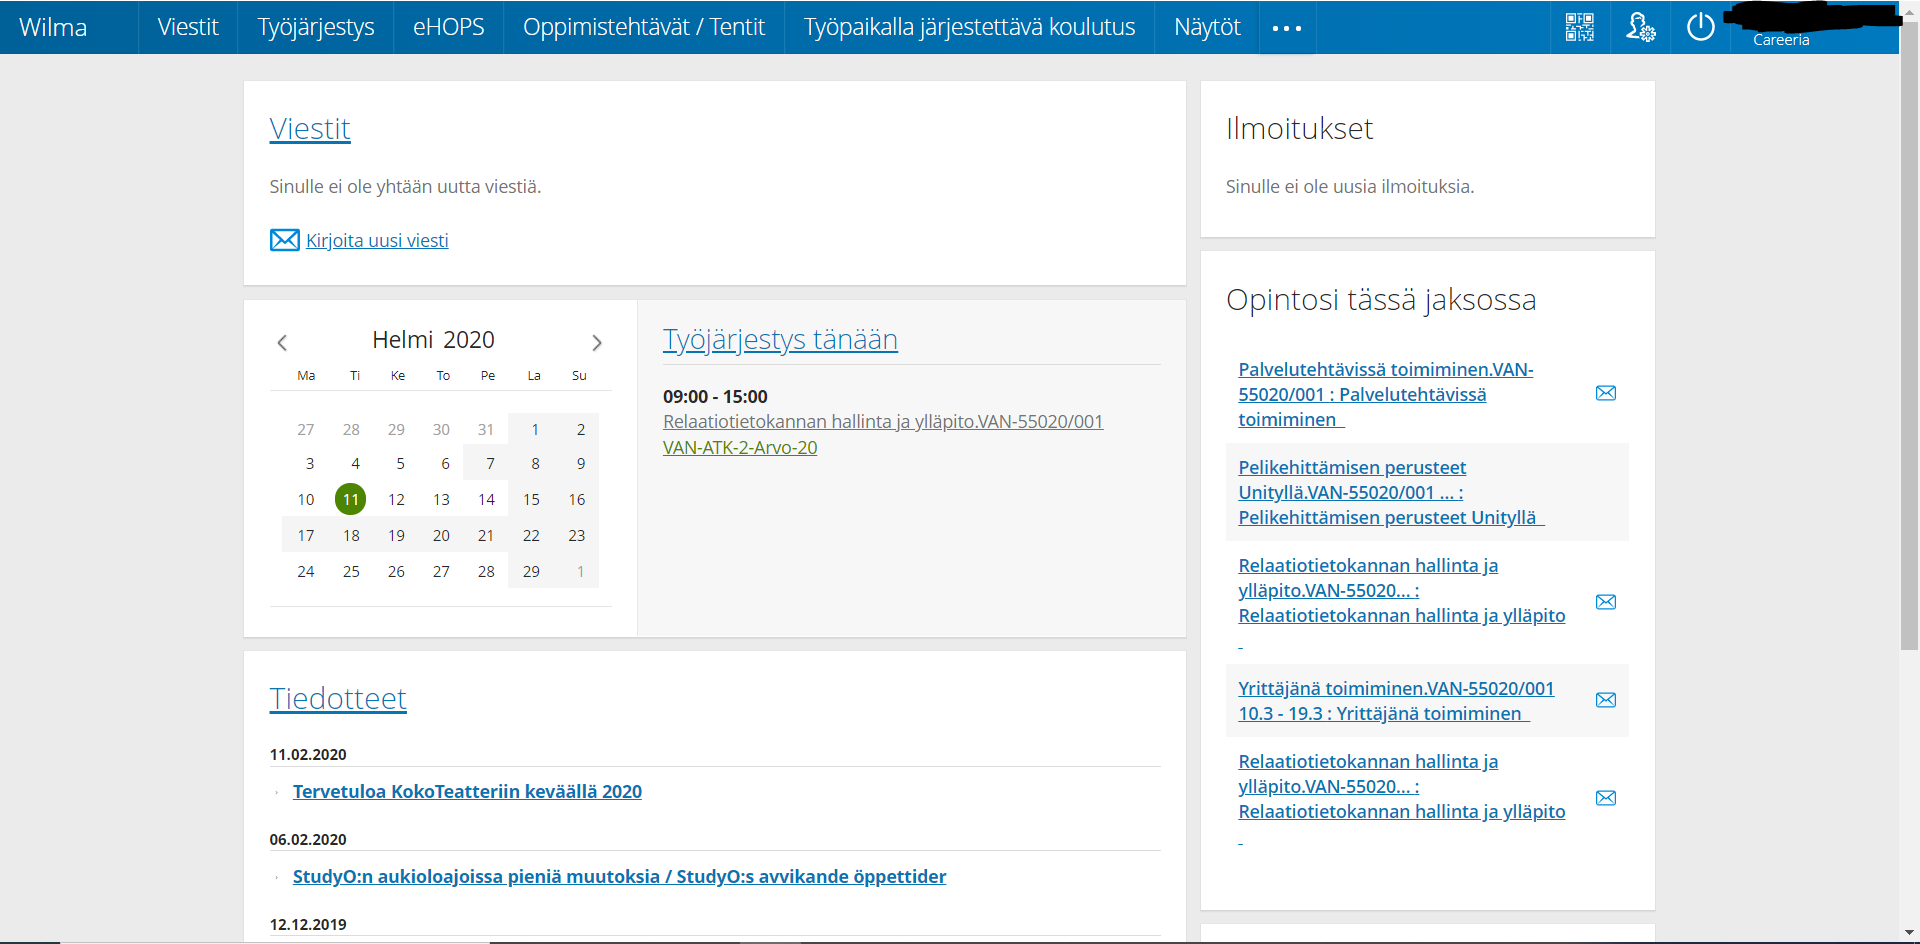 Wilma
Viestit
Työjärjestys
eHOPS
Oppimistehtävät / Tentit
Työpaikalla järjestettävä koulutus
Näytöt
Careeria
Viestit
Sinulle ei ole yhtään uutta viestiä.
Kirjoita uusi viesti
Helmi 2020
Ma Ti Ke To Pe La Su
27 28 29 30 31 1 2
3 4 5 6 7 8 9
10 11 12 13 14 15 16
17 18 19 20 21 22 23
24 25 26 27 28 29 1
Työjärjestys tänään
09:00 - 15:00
Relaatiotietokannan hallinta ja ylläpito.VAN-55020/001
VAN-ATK-2-Arvo-20
Tiedotteet
11.02.2020
Tervetuloa KokoTeatteriin keväällä 2020
06.02.2020
StudyO:n aukioloajoissa pieniä muutoksia / StudyO:s avvikande öppettider
12.12.2019
Ilmoitukset
Sinulle ei ole uusia ilmoituksia.
Opintosi tässä jaksossa
Palvelutehtävissä toimiminen.VAN-
55020/001 : Palvelutehtävissä
toimiminen
Pelikehittämisen perusteet
Unityllä.VAN-55020/001 ... :
Pelikehittämisen perusteet Unityllä
Relaatiotietokannan hallinta ja
ylläpito.VAN-55020... :
Relaatiotietokannan hallinta ja ylläpito
Yrittäjänä toimiminen.VAN-55020/001
10.3 - 19.3 : Yrittäjänä toimiminen
Relaatiotietokannan hallinta ja
ylläpito.VAN-55020... :
Relaatiotietokannan hallinta ja ylläpito